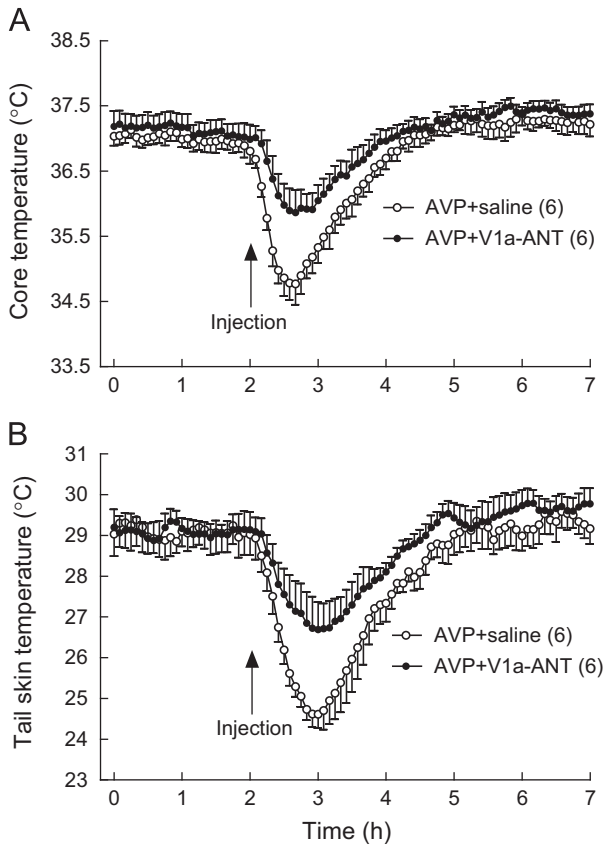 A
38.5
37.5
36.5
35.5
34.5
33.5
Core temperature (°C)
AVP+saline (6)
AVP+V1a-ANT (6)
Injection
0 1 2 3 4 5 6 7
B
31
30
29
28
27
26
25
24
23
Tail skin temperature (°C)
AVP+saline (6)
AVP+V1a-ANT (6)
Injection
0 1 2 3 4 5 6 7
Time (h)